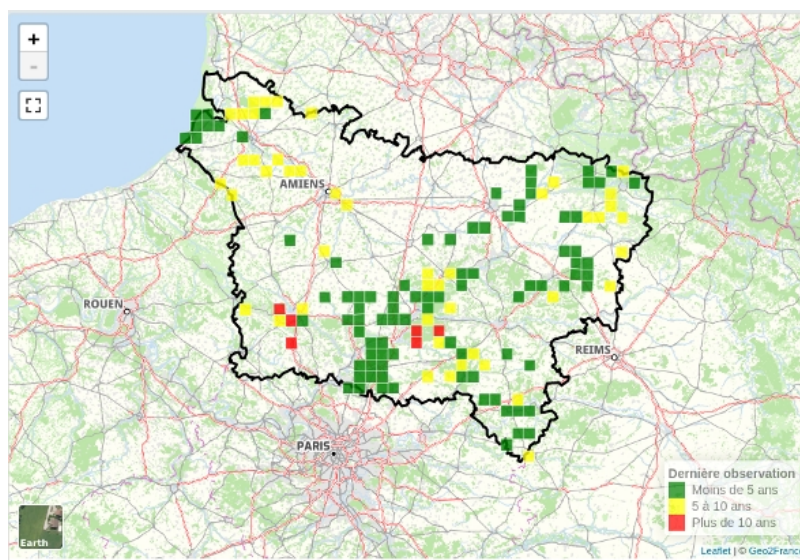 +
-
AMIENS
ROUEN
REIMS
PARIS
Dernière observation
Moins de 5 ans
5 à 10 ans
Plus de 10 ans
Earth
Leaflet | © Geo2Franc